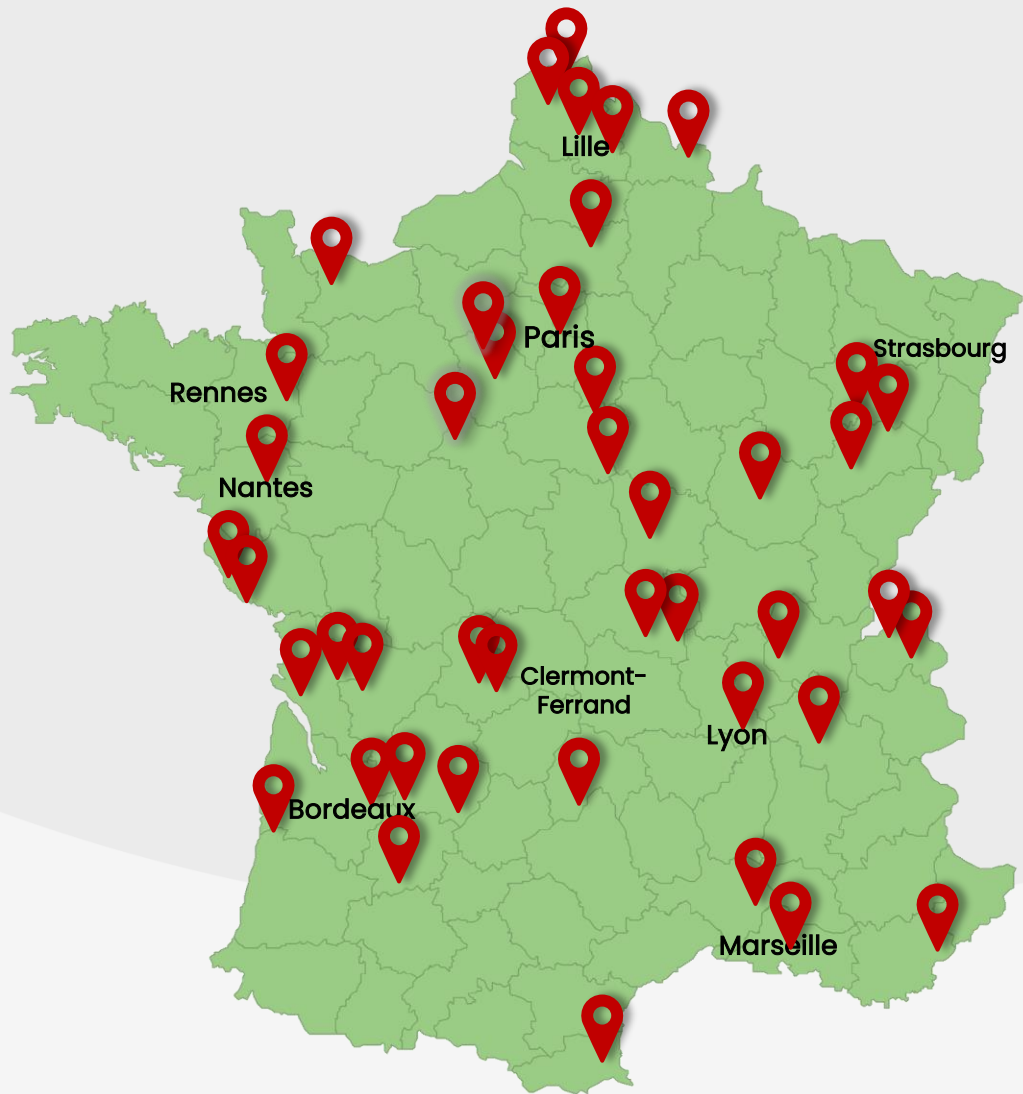 Lille
Paris
Strasbourg
Rennes
Nantes
Clermont-
Ferrand
Lyon
Bordeaux
Marseille